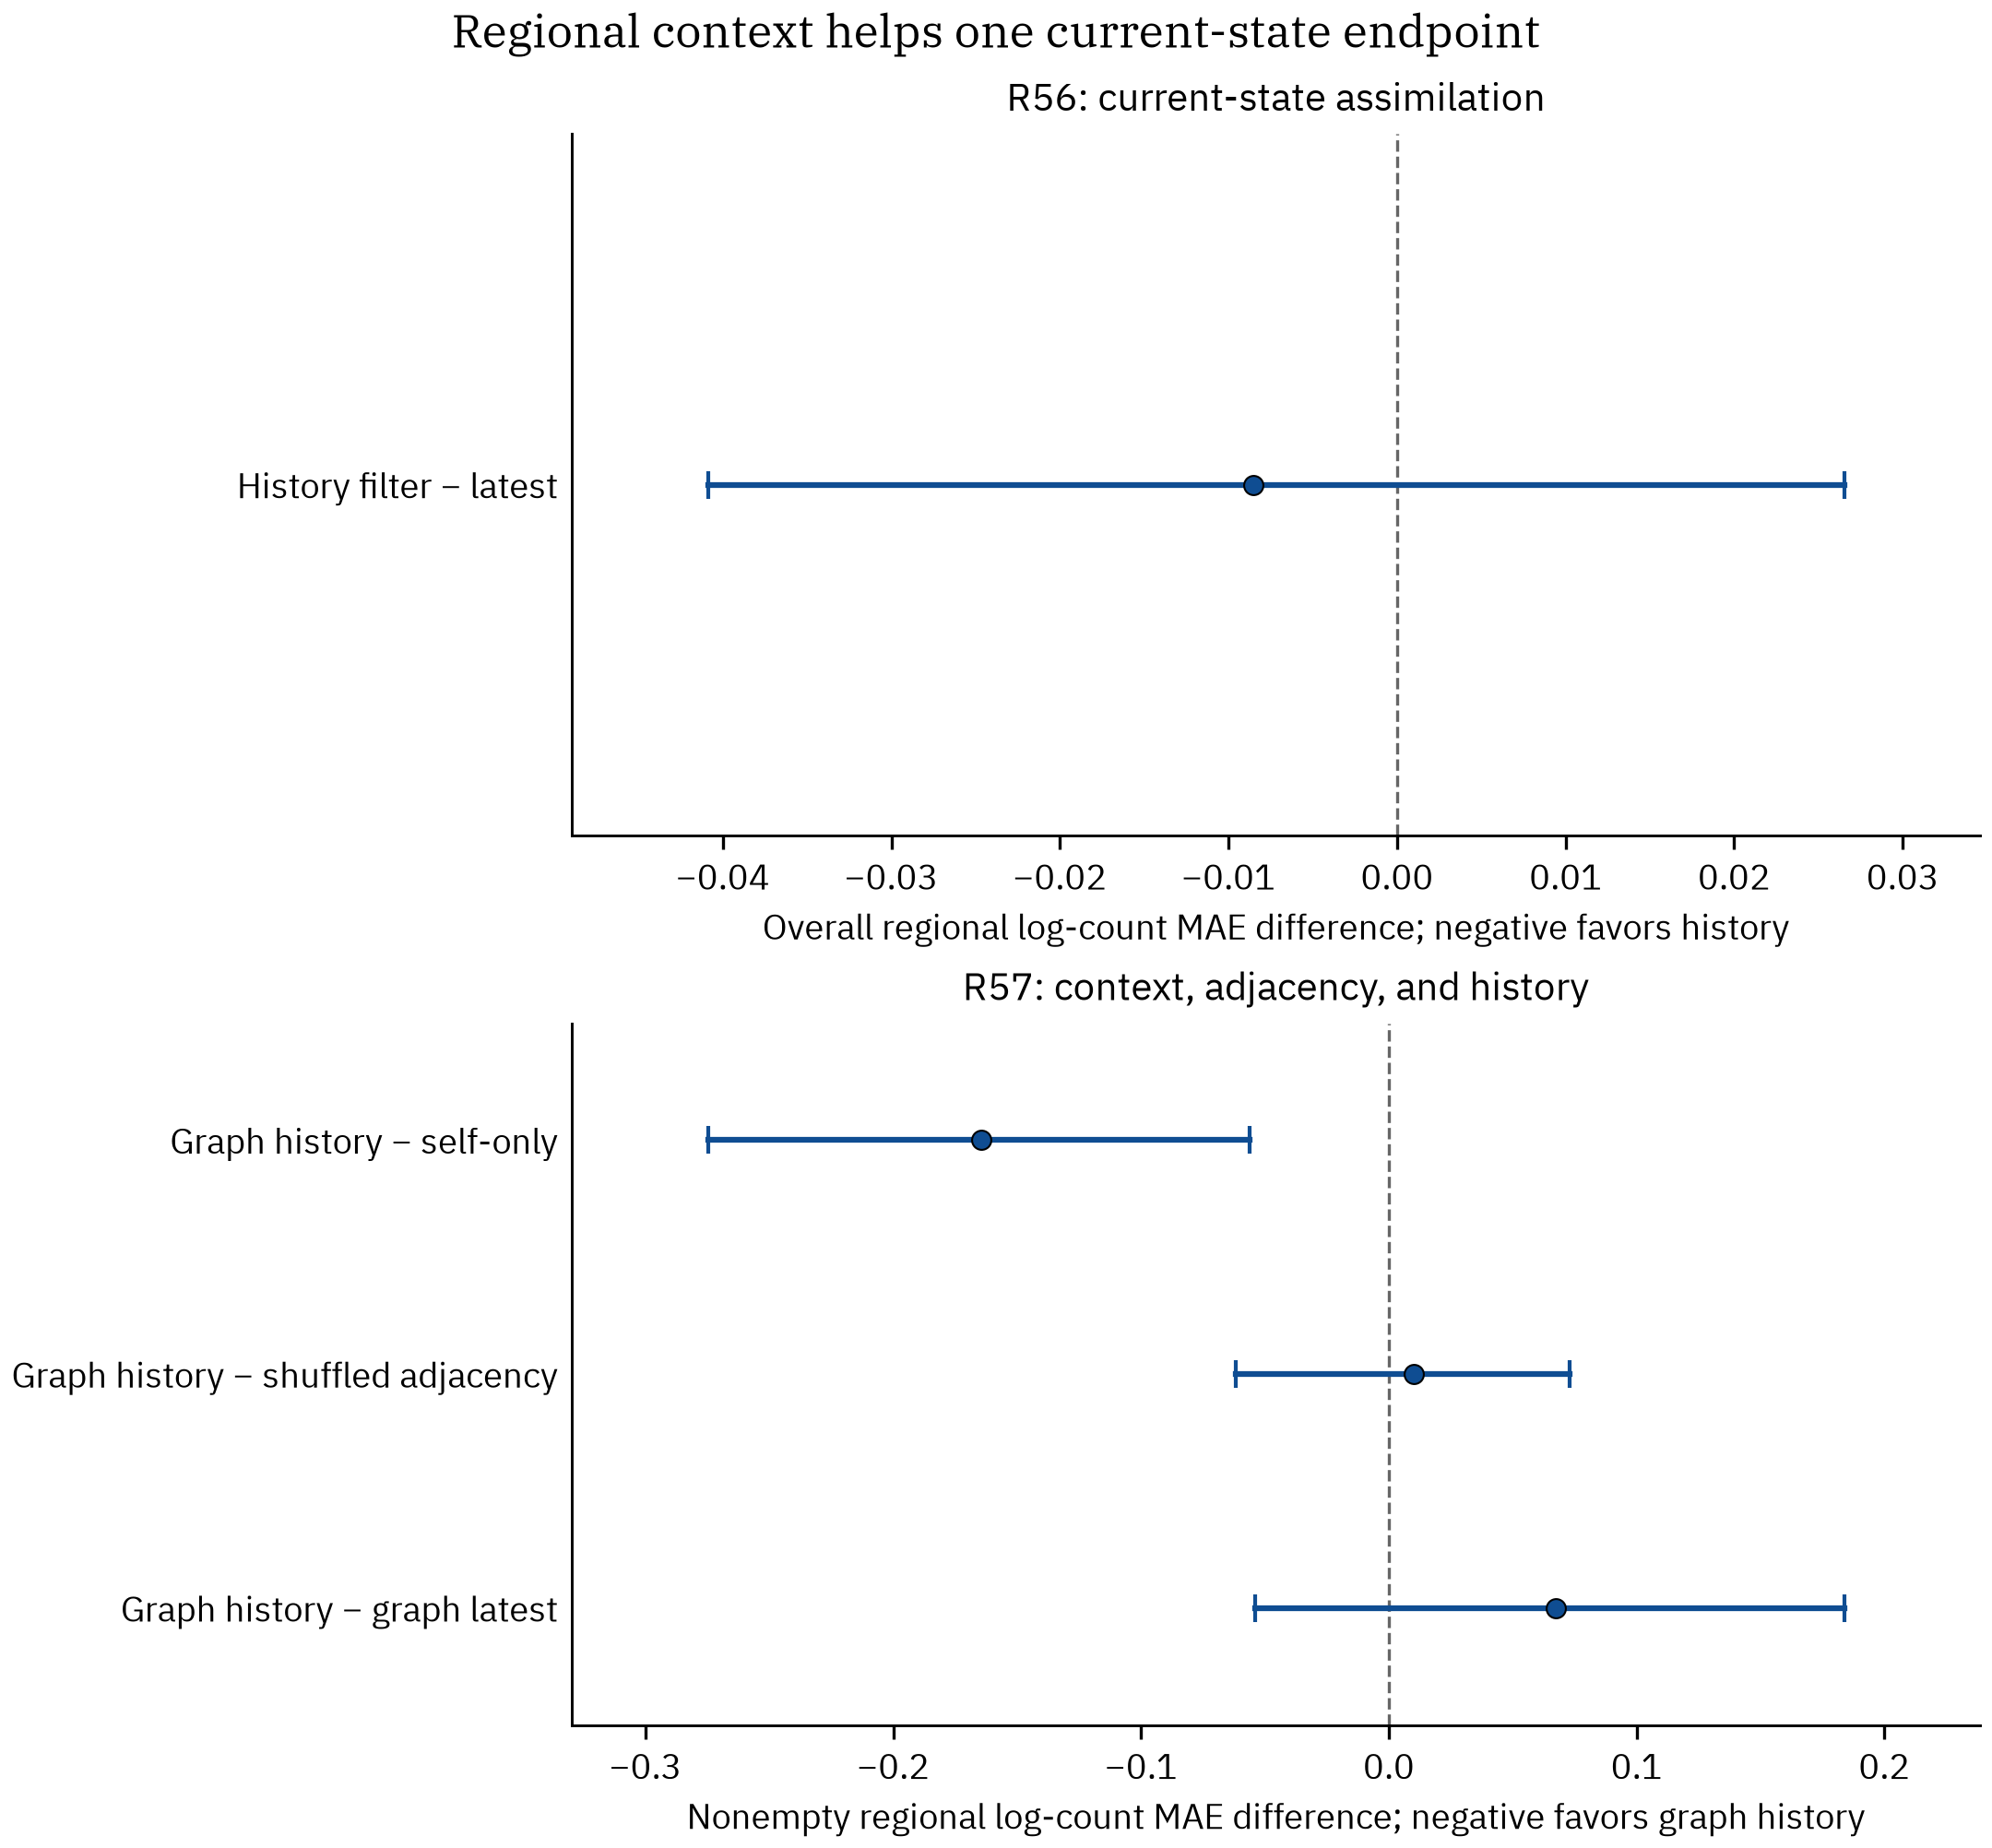 Regional context helps one current-state endpoint
R56: current-state assimilation
History filter – latest
−0.04 −0.03 −0.02 −0.01 0.00 0.01 0.02 0.03
Overall regional log-count MAE difference; negative favors history
R57: context, adjacency, and history
Graph history – self-only
Graph history – shuffled adjacency
Graph history – graph latest
−0.3 −0.2 −0.1 0.0 0.1 0.2
Nonempty regional log-count MAE difference; negative favors graph history